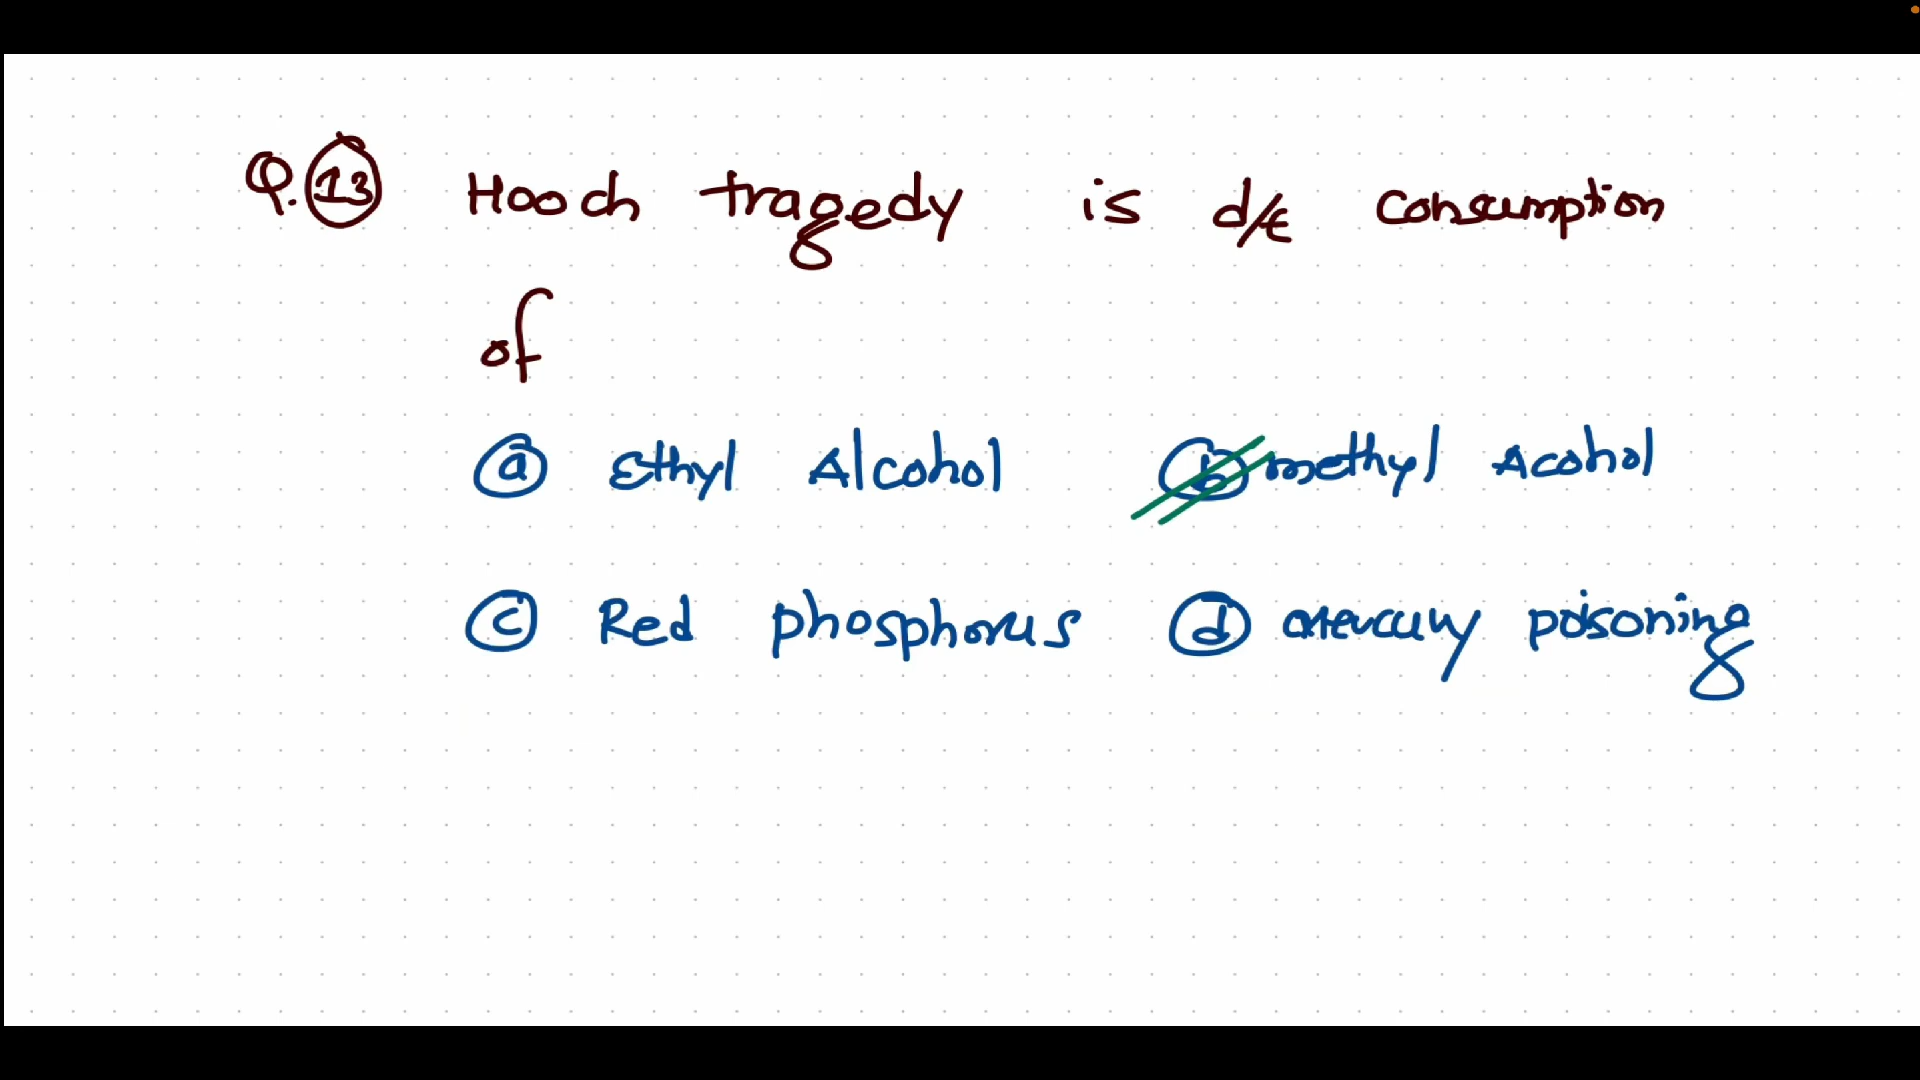 Q.13 Hooch tragedy is d/t consumption
of
a Ethyl Alcohol b methyl Acohol
c Red phosphorus d Mercury poisoning